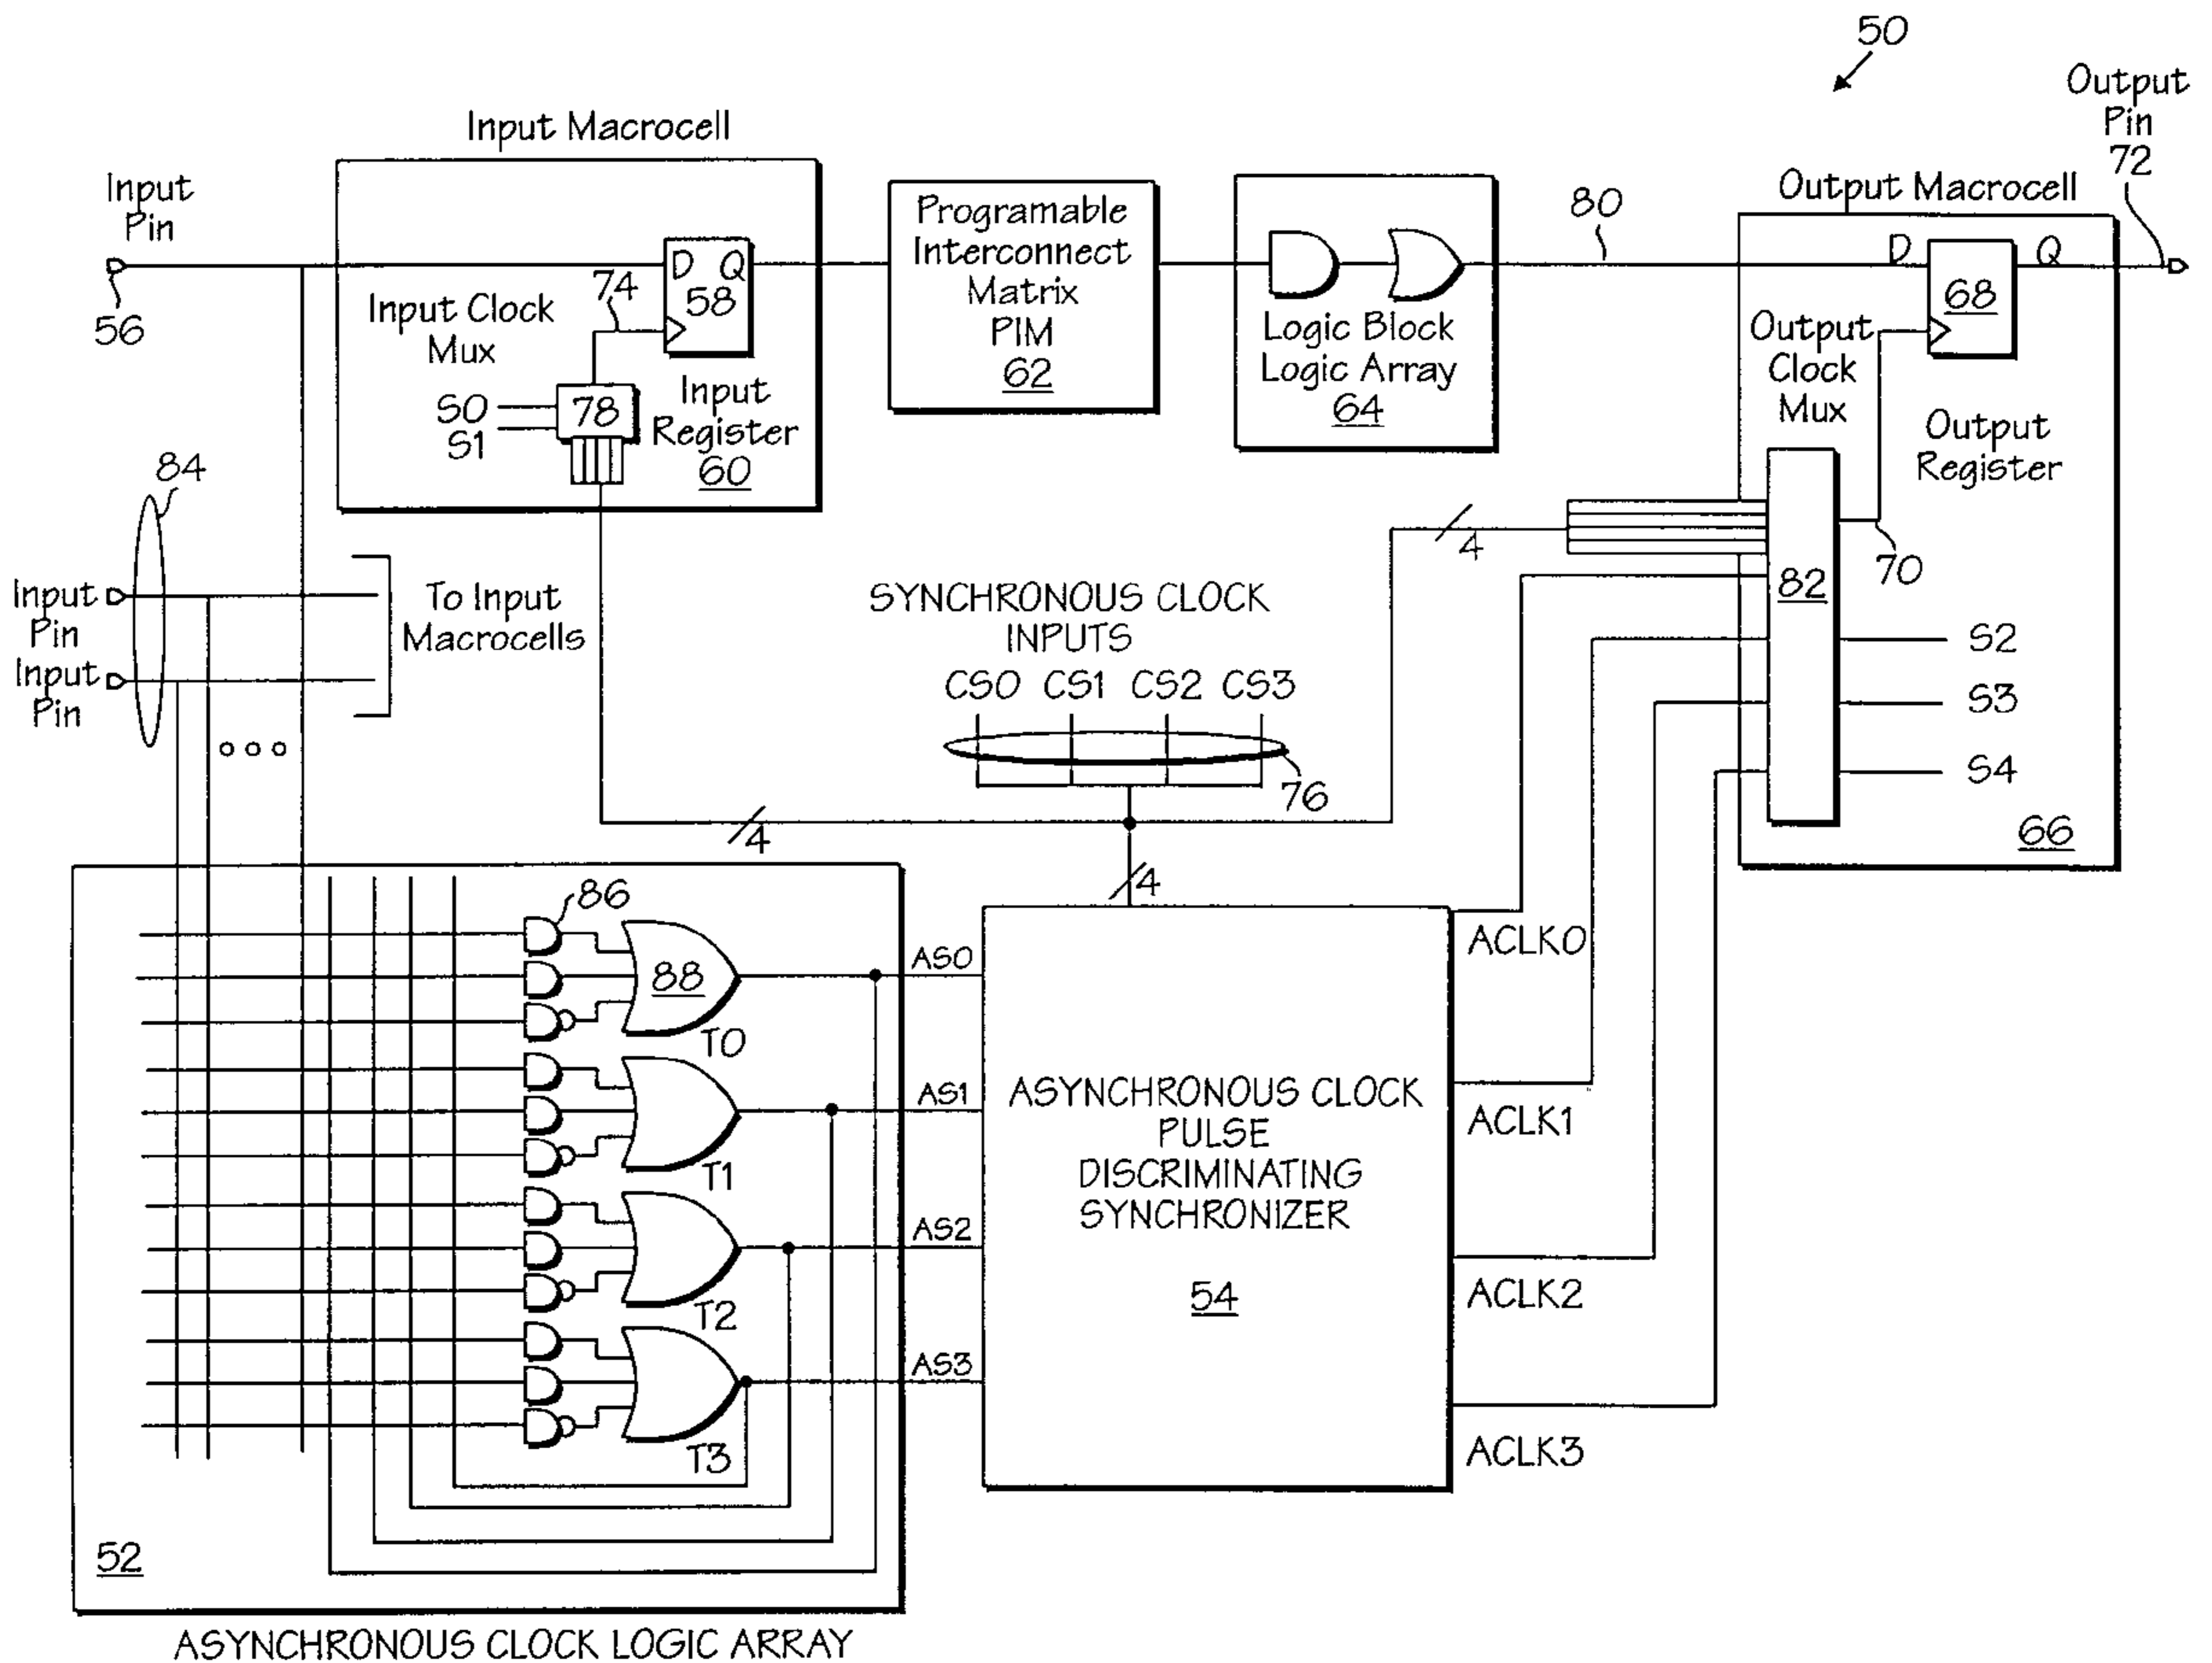 50
Output
Pin
72
Input Macrocell
Input
Pin
56
Input Clock
Mux
74
D Q
58
S0
S1
78
Input
Register
60
Programable
Interconnect
Matrix
PIM
62
Logic Block
Logic Array
64
80
Output Macrocell
D
Q
68
Output
Clock
Mux
Output
Register
70
82
S2
S3
S4
66
84
Input
Pin
Input
Pin
To Input
Macrocells
SYNCHRONOUS CLOCK
INPUTS
CS0 CS1 CS2 CS3
76
4
4
4
86
88
T0
T1
T2
T3
AS0
AS1
AS2
AS3
52
ASYNCHRONOUS CLOCK LOGIC ARRAY
ASYNCHRONOUS CLOCK
PULSE
DISCRIMINATING
SYNCHRONIZER
54
ACLK0
ACLK1
ACLK2
ACLK3